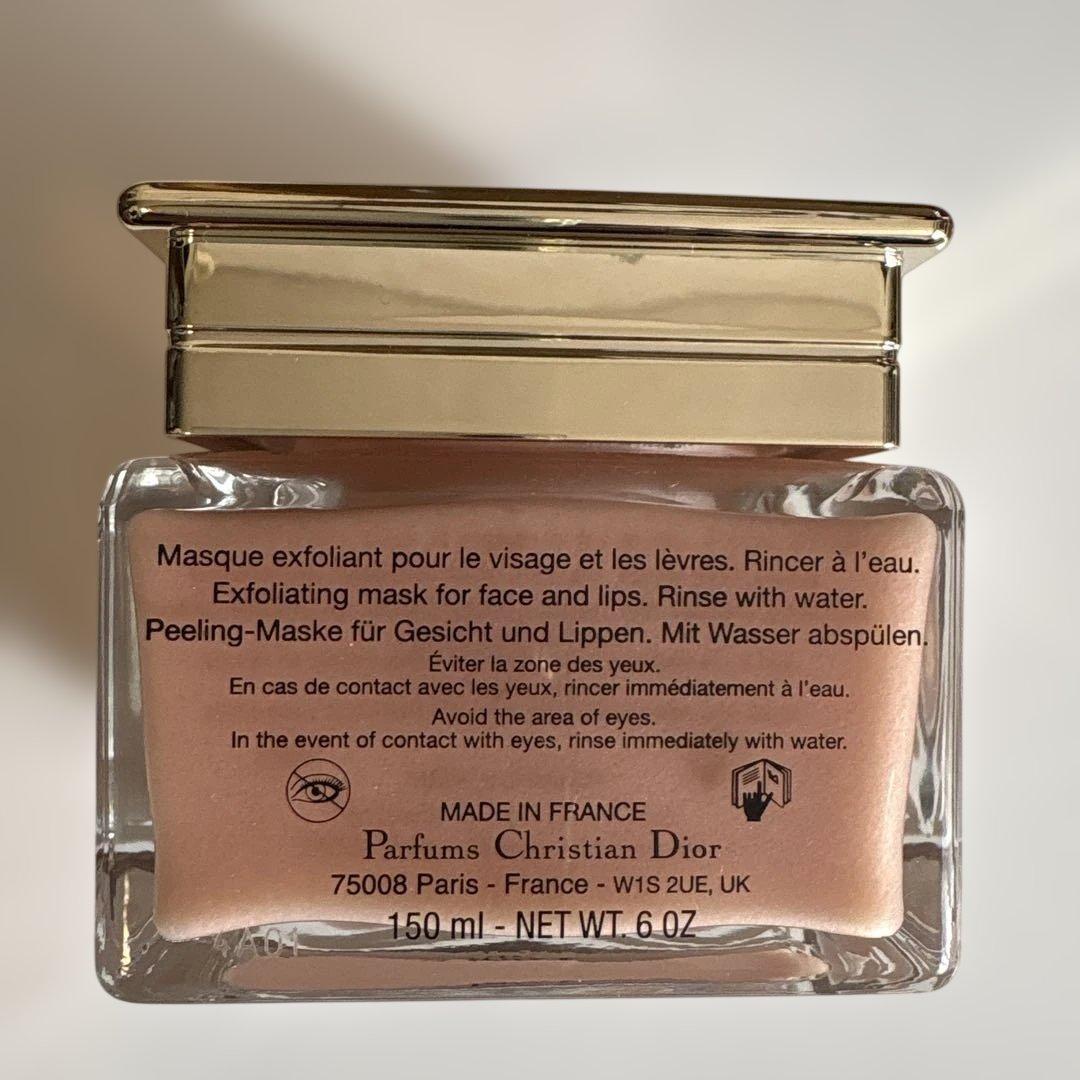 Masque exfoliant pour le visage et les lèvres. Rincer à l'eau.
Exfoliating mask for face and lips. Rinse with water.
Peeling-Maske für Gesicht und Lippen. Mit Wasser abspülen.
Éviter la zone des yeux.
En cas de contact avec les yeux, rincer immédiatement à l'eau.
Avoid the area of eyes.
In the event of contact with eyes, rinse immediately with water.
MADE IN FRANCE
Parfums Christian Dior
75008 Paris - France - W1S 2UE, UK
150 ml - NET WT. 6 OZ